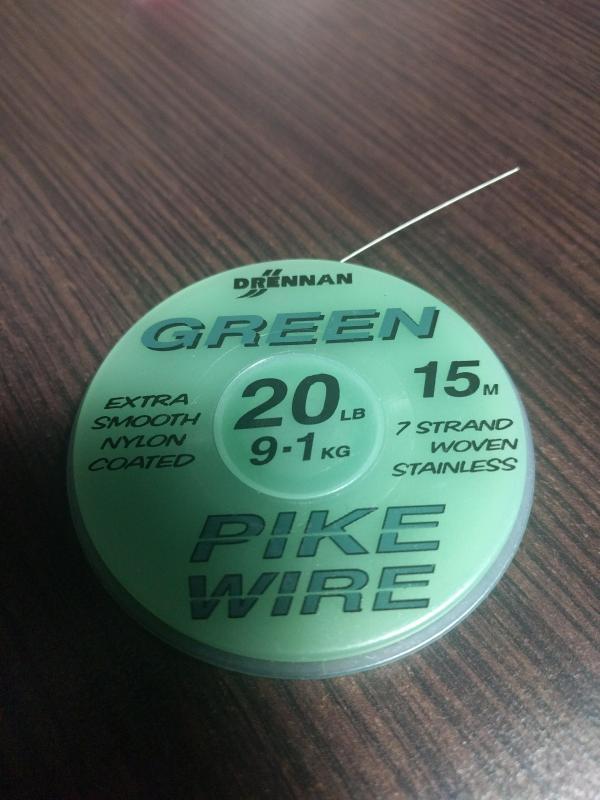 DRENNAN
GREEN
20LB
9·1KG
15M
EXTRA
SMOOTH
NYLON
COATED
7 STRAND
WOVEN
STAINLESS
PIKE
WIRE